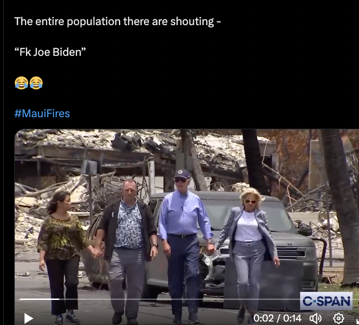 The entire population there are shouting -
“Fk Joe Biden”
#MauiFires
C-SPAN
0:02 / 0:14